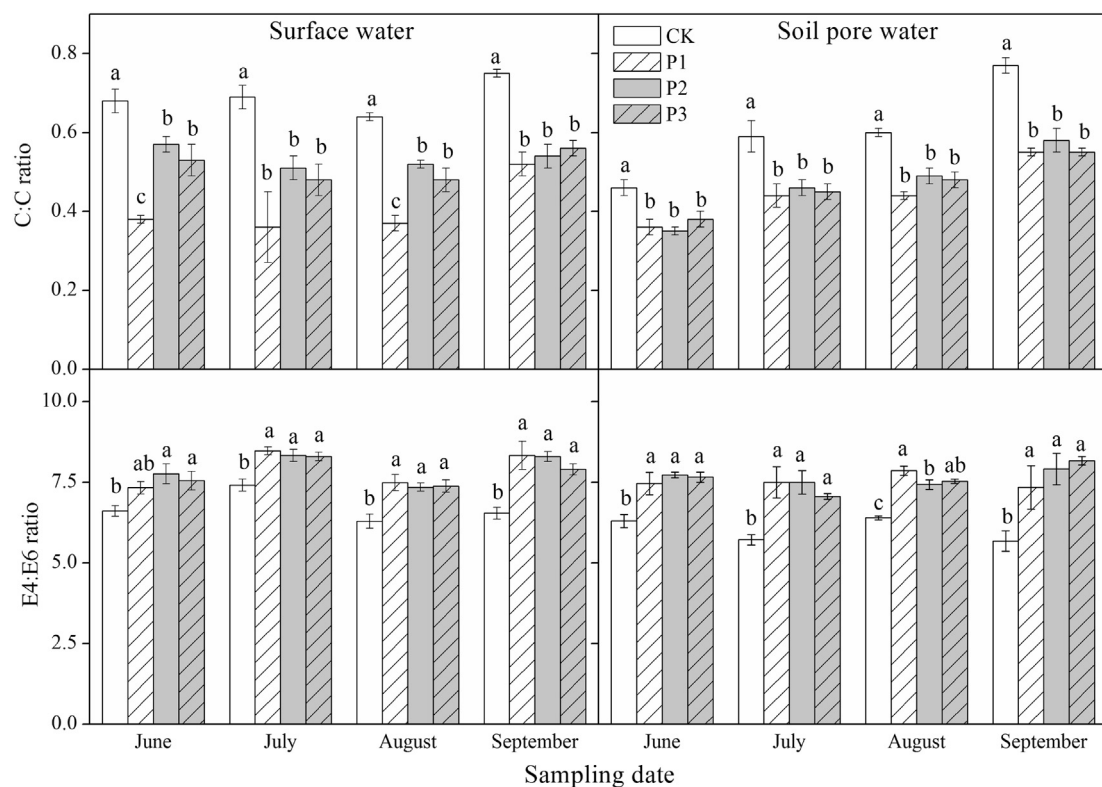 Surface water
Soil pore water
CK
P1
P2
P3
C:C ratio
0.8
0.6
0.4
0.2
0.0
a
c
b
b
a
b
b
b
a
c
b
b
a
b
b
b
a
b
b
b
a
b
b
b
a
b
b
b
a
b
b
b
E4:E6 ratio
10.0
7.5
5.0
2.5
0.0
b
ab
a
a
b
a
a
a
b
a
a
a
b
a
a
a
b
a
a
a
b
a
a
a
c
a
b
ab
b
a
a
a
June July August September June July August September
Sampling date